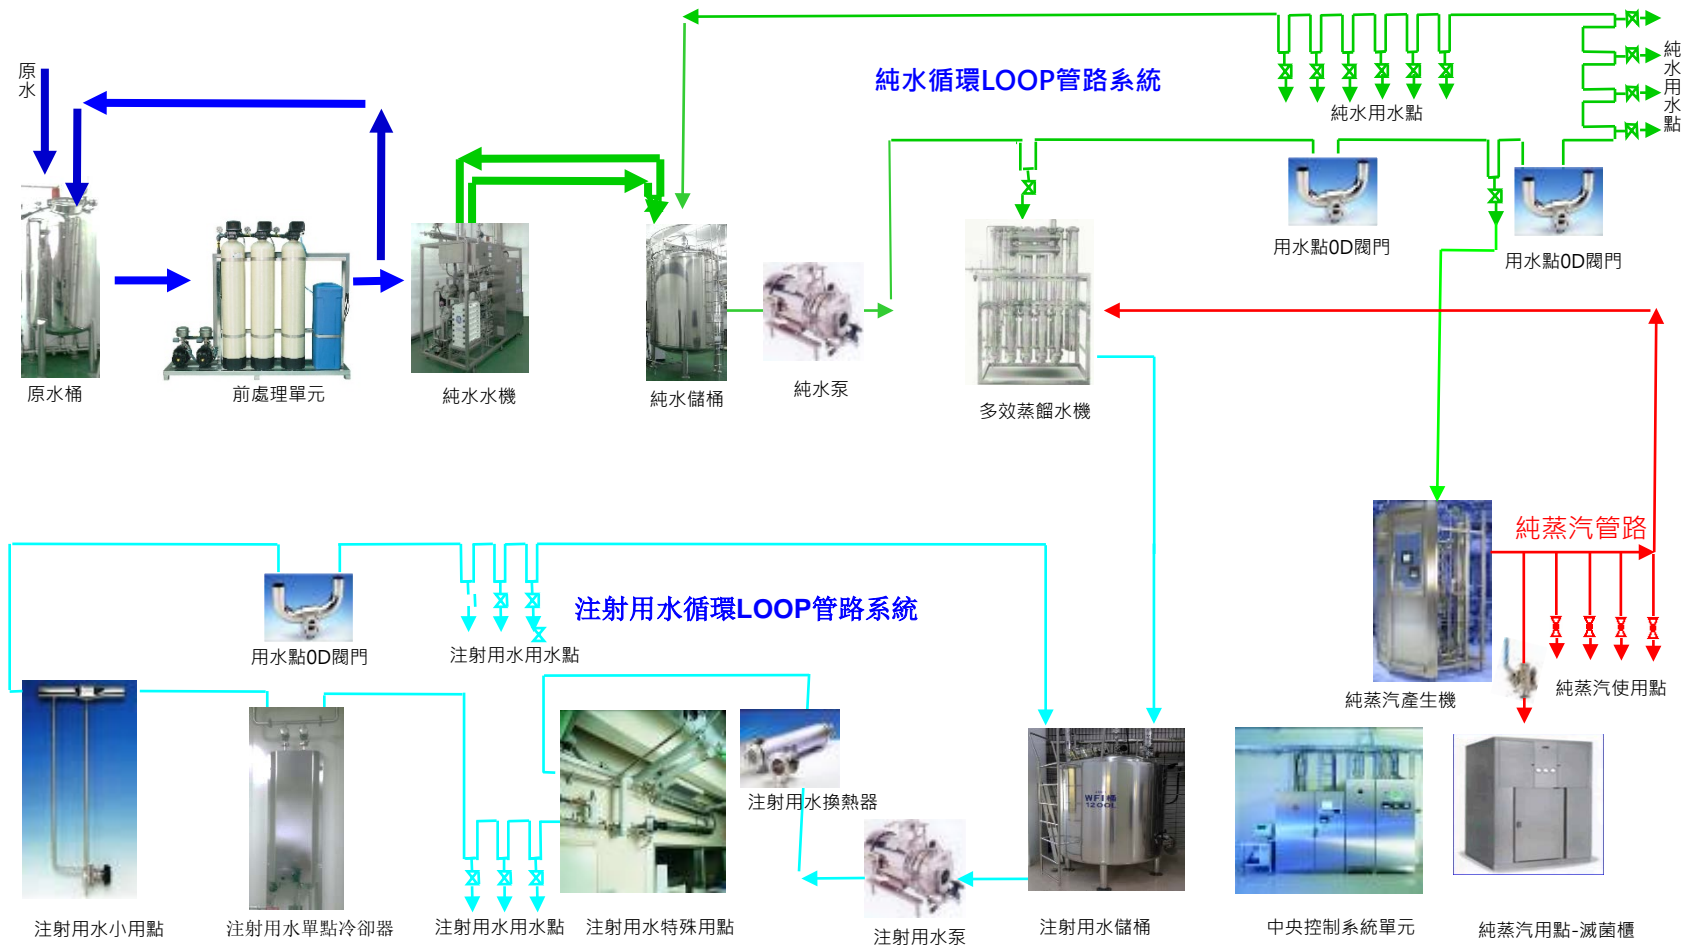 原水
純水循環LOOP管路系統
純水用水點
純水用水點
用水點0D閥門
用水點0D閥門
原水桶
前處理單元
純水水機
純水儲桶
純水泵
多效蒸餾水機
純蒸汽管路
注射用水循環LOOP管路系統
用水點0D閥門
注射用水用水點
純蒸汽產生機
純蒸汽使用點
注射用水換熱器
WFI桶
1200L
注射用水小用點
注射用水單點冷卻器
注射用水用水點
注射用水特殊用點
注射用水泵
注射用水儲桶
中央控制系統單元
純蒸汽用點-滅菌櫃